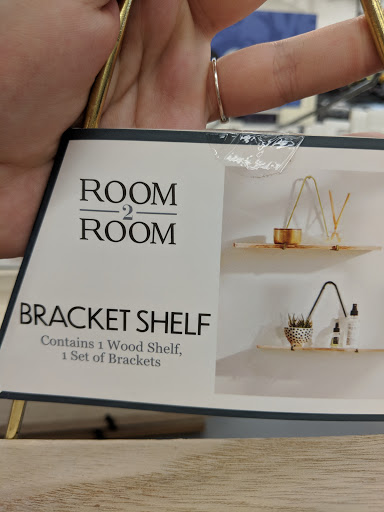 ROOM
2
ROOM
BRACKET SHELF
Contains 1 Wood Shelf,
1 Set of Brackets